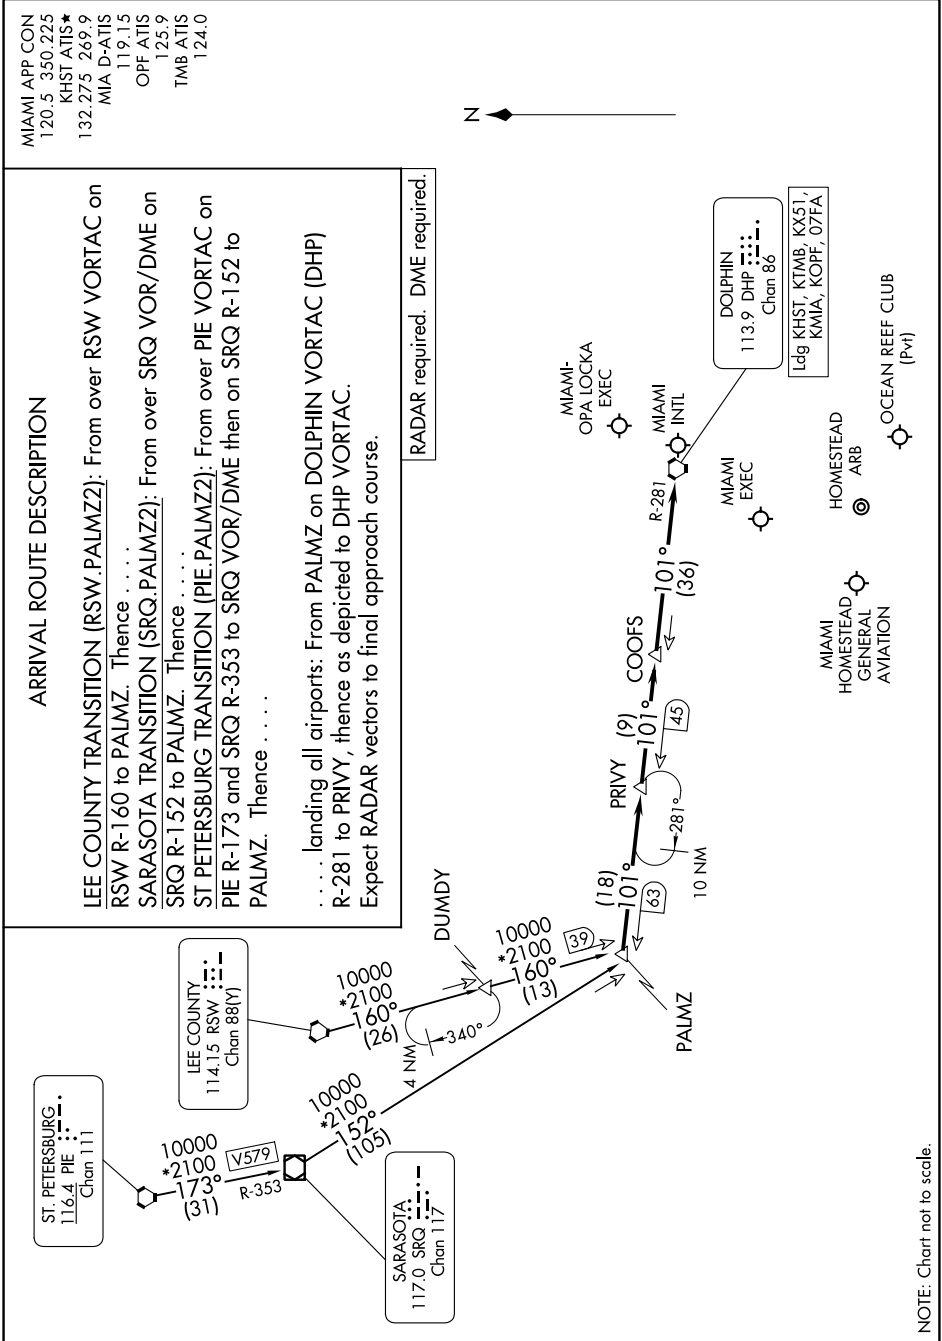 MIAMI APP CON
120.5 350.225
KHST ATIS★
132.275 269.9
MIA D-ATIS
119.15
OPF ATIS
125.9
TMB ATIS
124.0
ARRIVAL ROUTE DESCRIPTION
LEE COUNTY TRANSITION (RSW.PALMZ2): From over RSW VORTAC on
RSW R-160 to PALMZ. Thence . . . .
SARASOTA TRANSITION (SRQ.PALMZ2): From over SRQ VOR/DME on
SRQ R-152 to PALMZ. Thence . . . .
ST PETERSBURG TRANSITION (PIE.PALMZ2): From over PIE VORTAC on
PIE R-173 and SRQ R-353 to SRQ VOR/DME then on SRQ R-152 to
PALMZ. Thence . . . .
. . . . landing all airports: From PALMZ on DOLPHIN VORTAC (DHP)
R-281 to PRIVY, thence as depicted to DHP VORTAC.
Expect RADAR vectors to final approach course.
RADAR required. DME required.
N
ST. PETERSBURG
116.4 PIE
Chan 111
10000
*2100
173°
(31)
V579
R-353
SARASOTA
117.0 SRQ
Chan 117
LEE COUNTY
114.15 RSW
Chan 88(Y)
10000
*2100
160°
(26)
10000
*2100
152°
(105)
4 NM
340°
DUMDY
10000
*2100
160°
(13)
39
PALMZ
63
(18)
101°
10 NM
281°
PRIVY
45
(9)
101°
COOFS
101°
(36)
R-281
DOLPHIN
113.9 DHP
Chan 86
Ldg KHST, KTMB, KX51,
KMIA, KOPF, 07FA
MIAMI-
OPA LOCKA
EXEC
MIAMI
INTL
MIAMI
EXEC
HOMESTEAD
ARB
OCEAN REEF CLUB
(Pvt)
MIAMI
HOMESTEAD
GENERAL
AVIATION
NOTE: Chart not to scale.